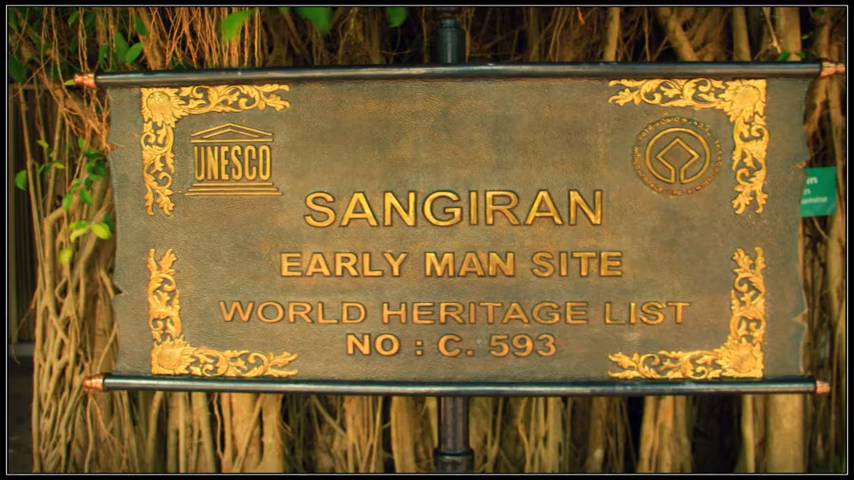 UNESCO
SANGIRAN
EARLY MAN SITE
WORLD HERITAGE LIST
NO : C. 593